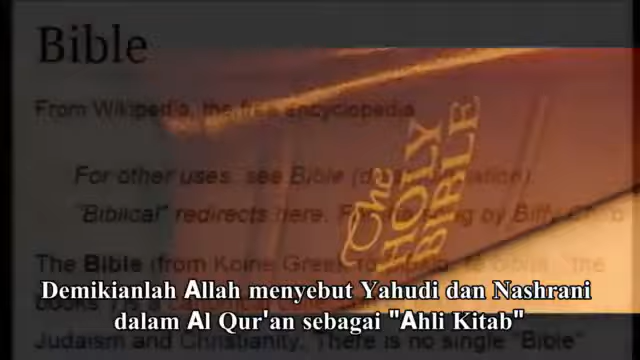 Bible
From Wikipedia, the free encyclopedia
For other uses, see Bible
"Biblical" redirects here.
The
HOLY
BIBLE
The Bible (from Koine Greek
Demikianlah Allah menyebut Yahudi dan Nashrani
dalam Al Qur'an sebagai "Ahli Kitab"
Judaism and Christianity. There is no single "Bible"